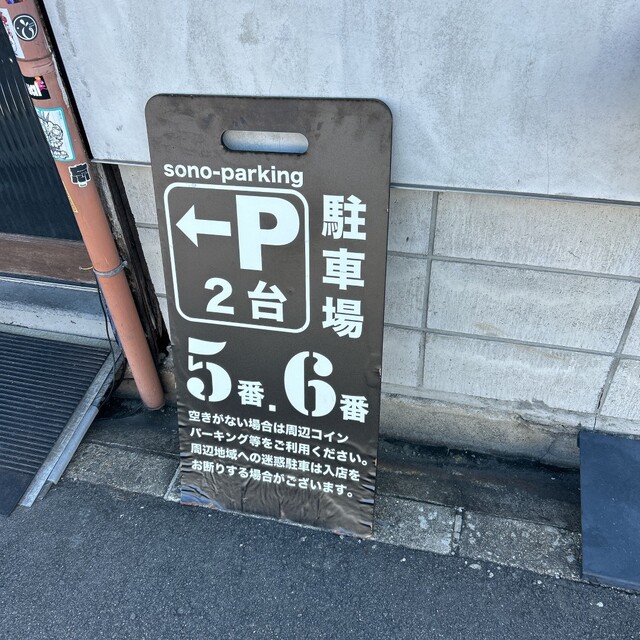 sono-parking
←P
2台
駐車場
5番.6番
空きがない場合は周辺コイン
パーキング等をご利用ください。
周辺地域への迷惑駐車は入店を
お断りする場合がございます。